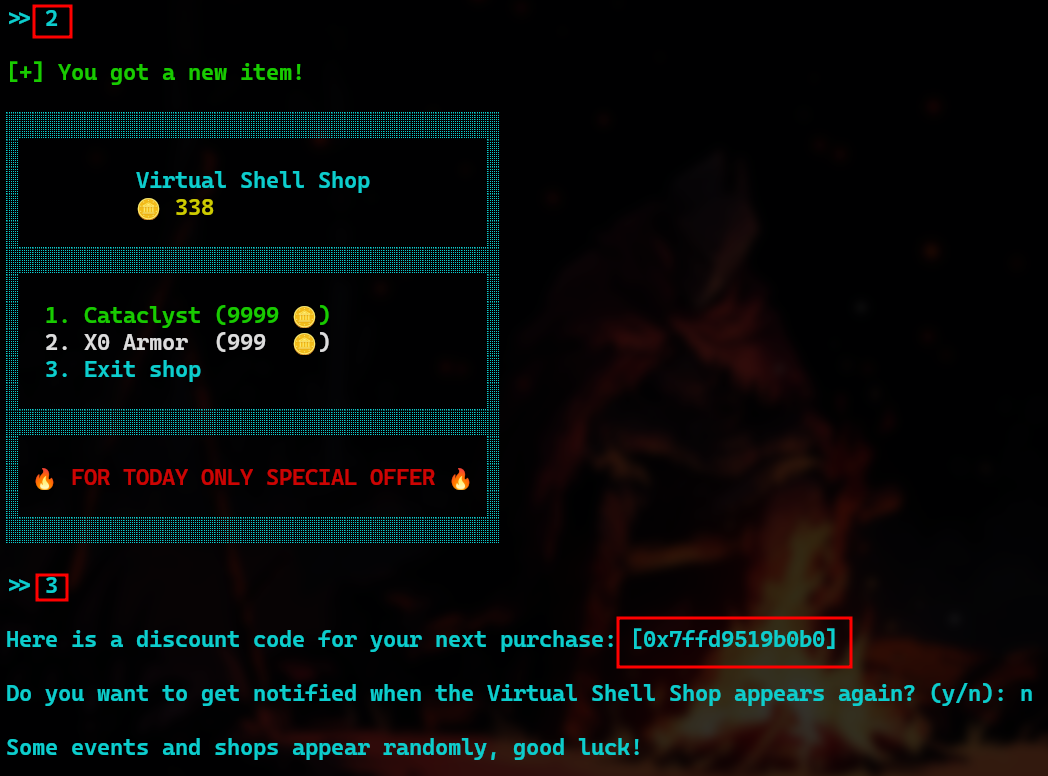 >> 2
[+] You got a new item!
Virtual Shell Shop
🪙 338
1. Cataclyst (9999 🪙)
2. X0 Armor  (999  🪙)
3. Exit shop
🔥 FOR TODAY ONLY SPECIAL OFFER 🔥
>> 3
Here is a discount code for your next purchase: [0x7ffd9519b0b0]
Do you want to get notified when the Virtual Shell Shop appears again? (y/n): n
Some events and shops appear randomly, good luck!